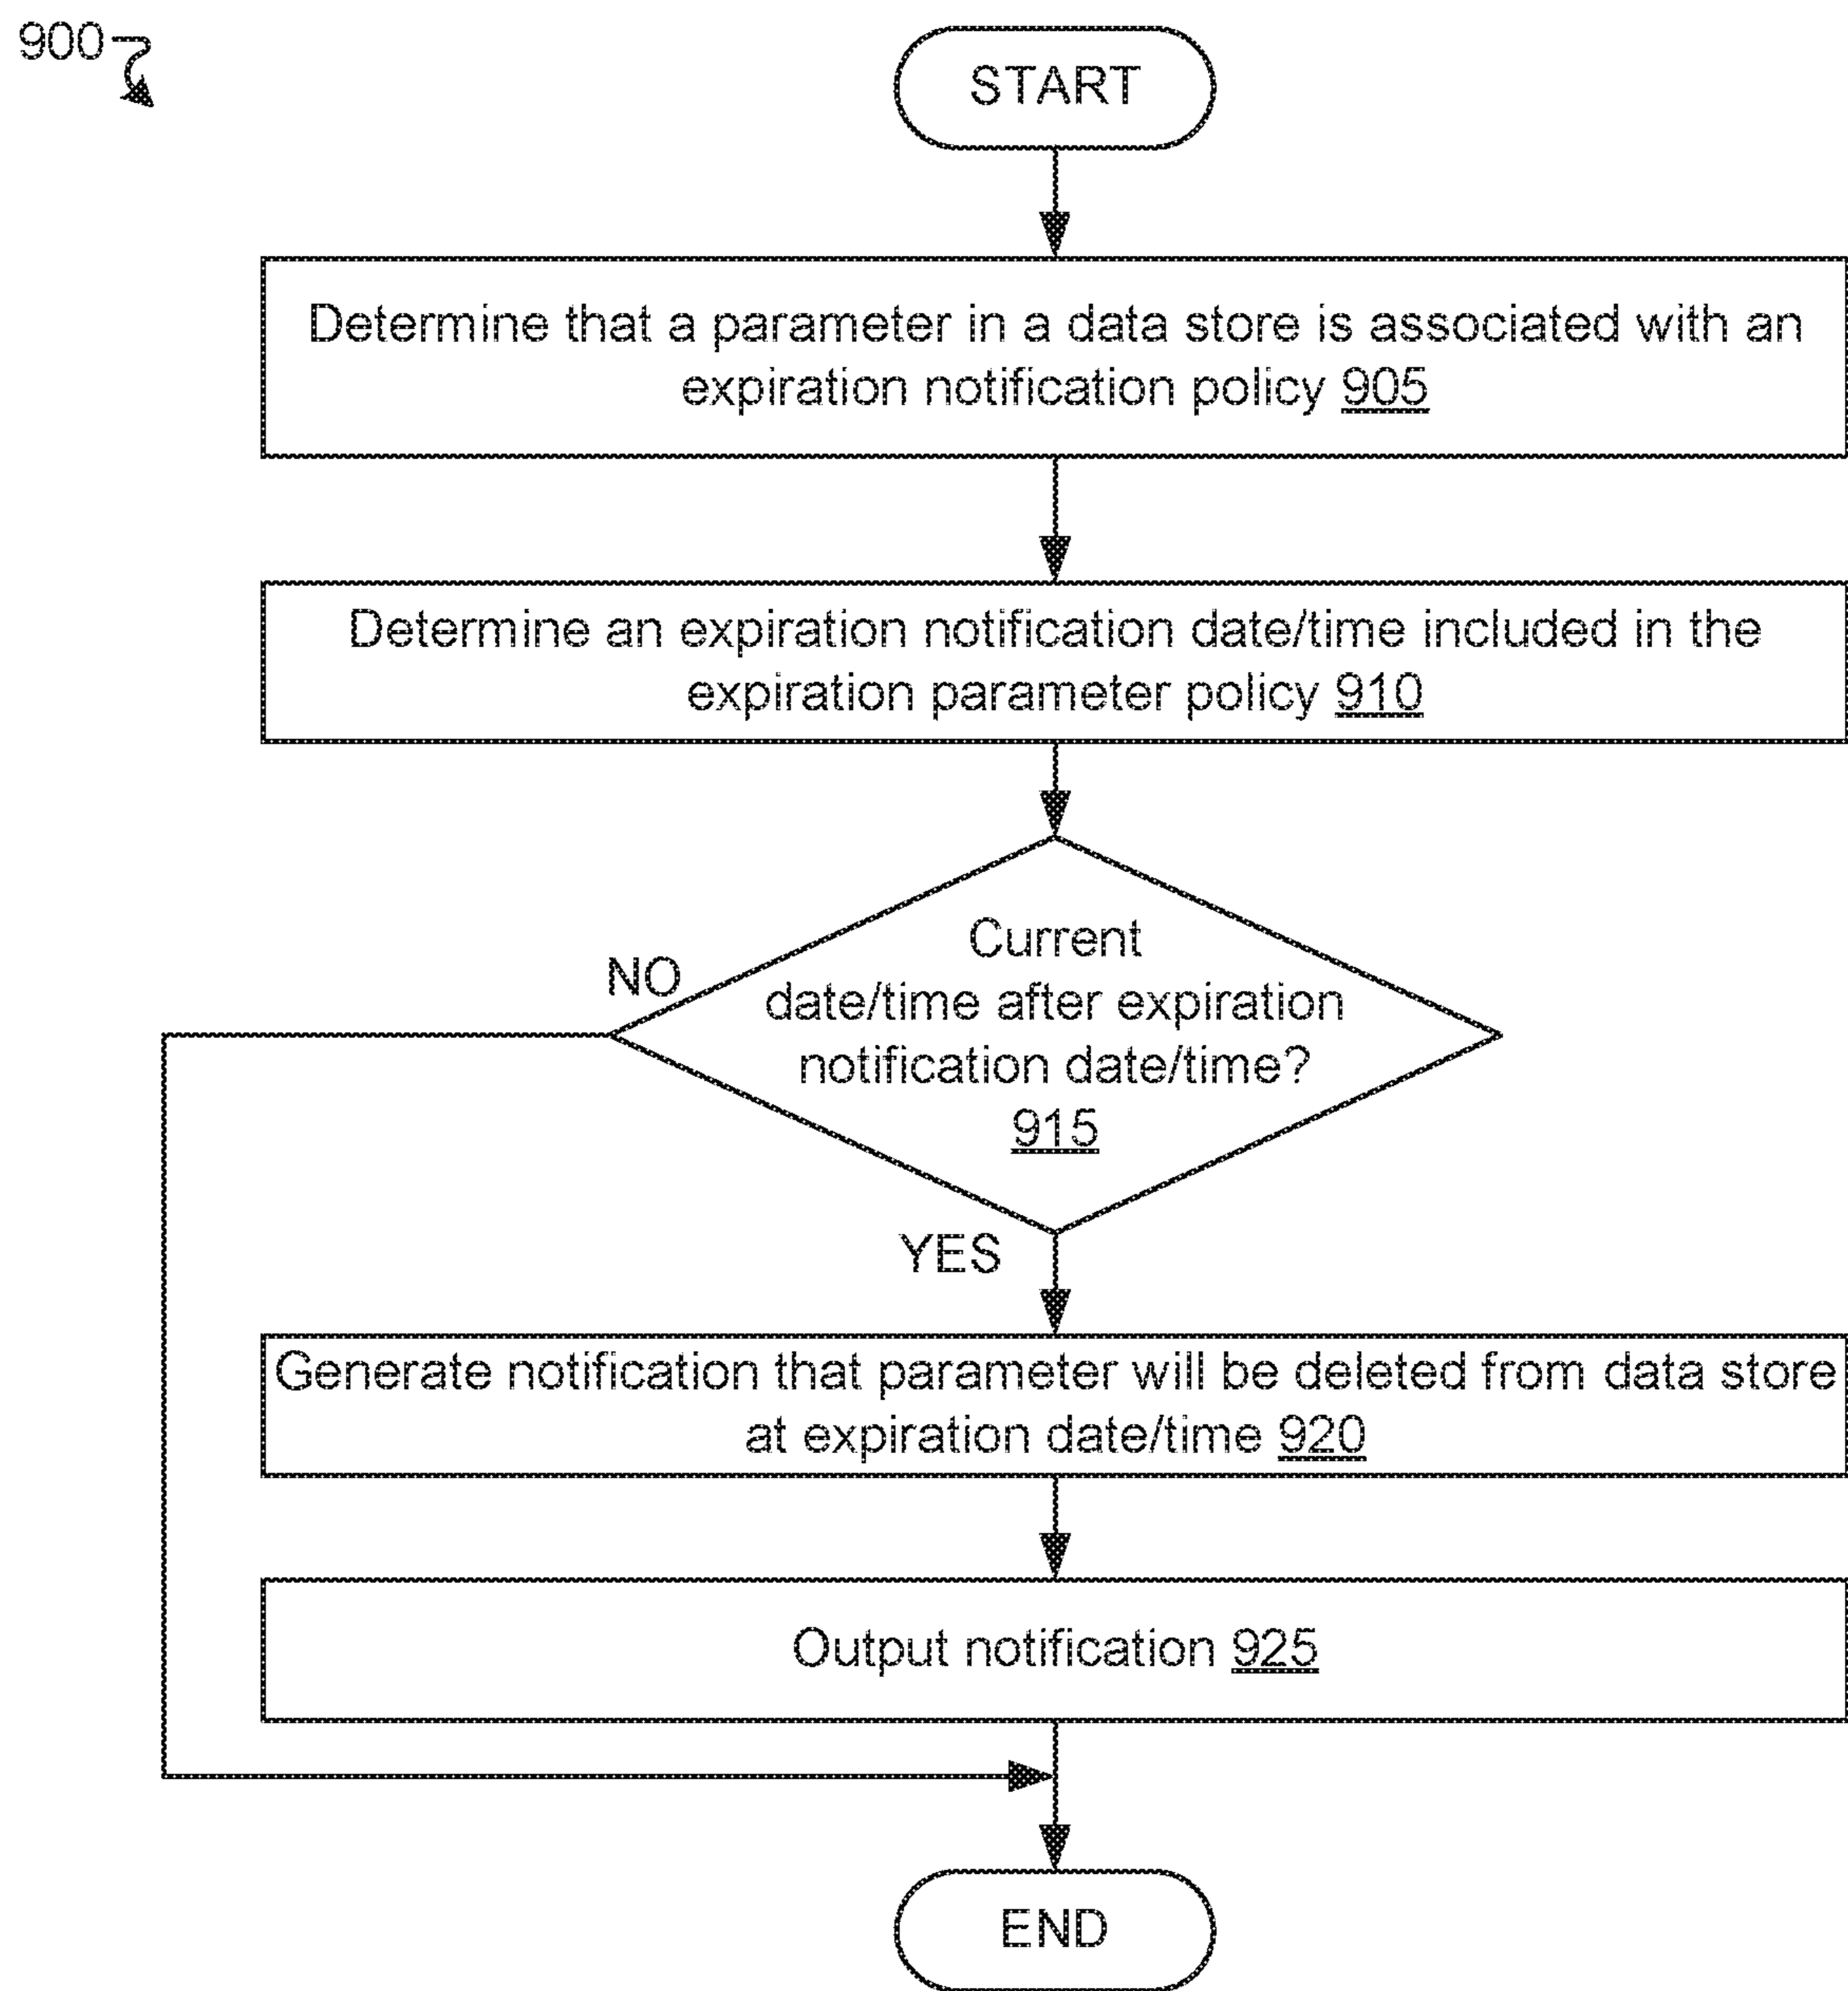 900
START
Determine that a parameter in a data store is associated with an
expiration notification policy 905
Determine an expiration notification date/time included in the
expiration parameter policy 910
Current
date/time after expiration
notification date/time?
915
NO
YES
Generate notification that parameter will be deleted from data store
at expiration date/time 920
Output notification 925
END